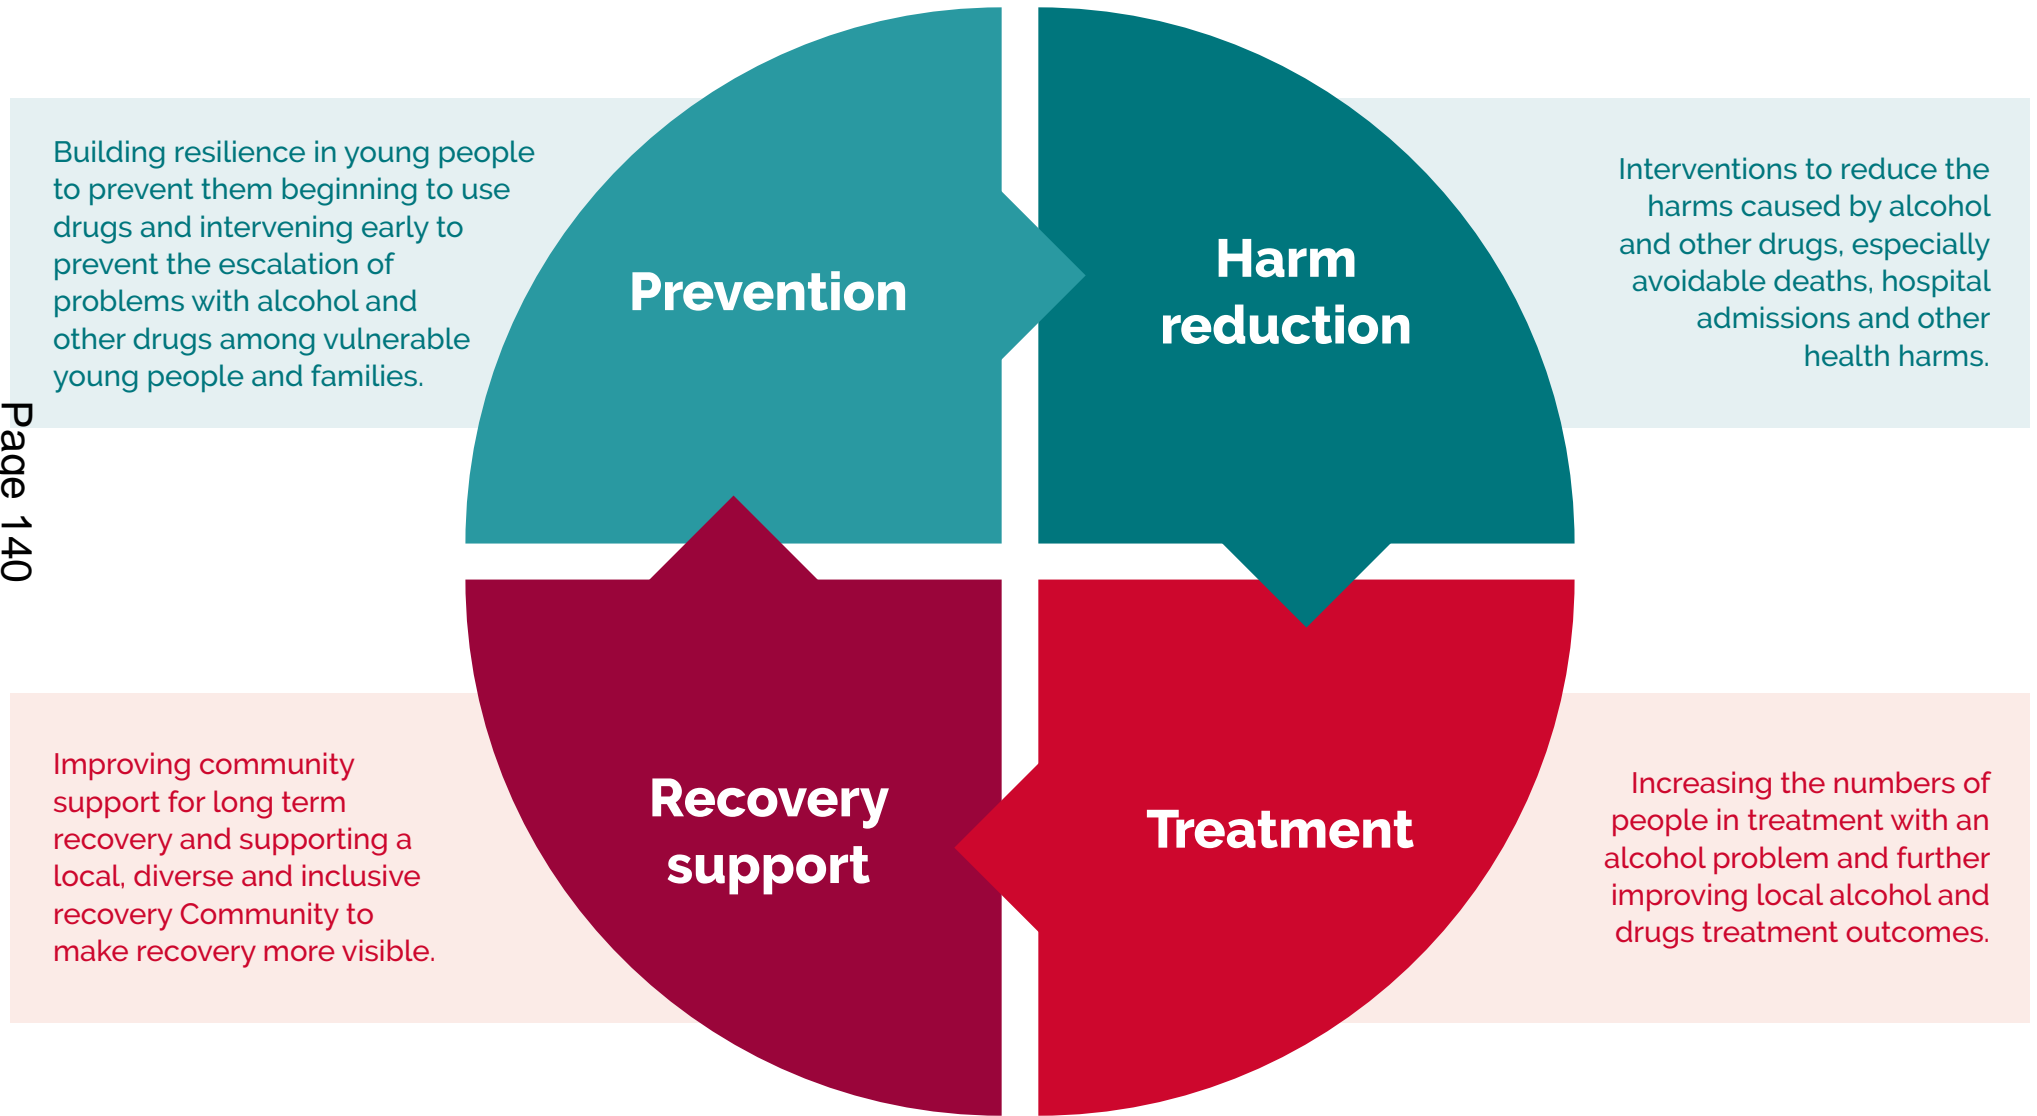 Building resilience in young people
to prevent them beginning to use
drugs and intervening early to
prevent the escalation of
problems with alcohol and
other drugs among vulnerable
young people and families.
Prevention
Harm
reduction
Interventions to reduce the
harms caused by alcohol
and other drugs, especially
avoidable deaths, hospital
admissions and other
health harms.
Page 140
Improving community
support for long term
recovery and supporting a
local, diverse and inclusive
recovery Community to
make recovery more visible.
Recovery
support
Treatment
Increasing the numbers of
people in treatment with an
alcohol problem and further
improving local alcohol and
drugs treatment outcomes.